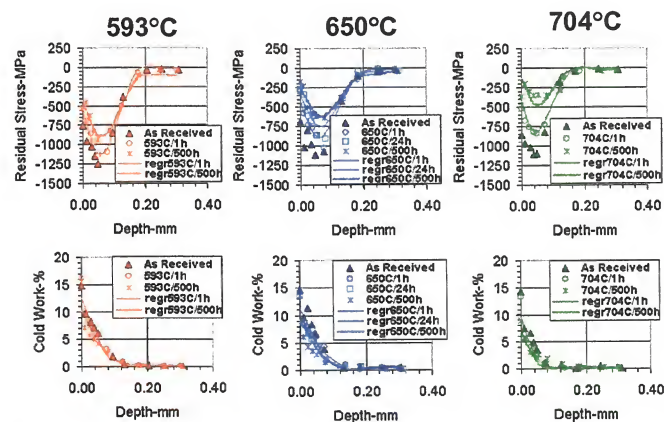 593°C
650°C
704°C
Residual Stress-MPa
250
0
-250
-500
-750
-1000
-1250
-1500
As Received
593C/1h
593C/500h
regr593C/1h
regr593C/500h
0.00
0.20
0.40
Depth-mm
Residual Stress-MPa
250
0
-250
-500
-750
-1000
-1250
-1500
As Received
650C/1h
650C/24h
650C/500h
regr650C/1h
regr650C/24h
regr650C/500h
0.00
0.20
0.40
Depth-mm
Residual Stress-MPa
250
0
-250
-500
-750
-1000
-1250
-1500
As Received
704C/1h
704C/500h
regr704C/1h
regr704C/500h
0.00
0.20
0.40
Depth-mm
Cold Work-%
20
15
10
5
0
As Received
593C/1h
593C/500h
regr593C/1h
regr593C/500h
0.00
0.20
0.40
Depth-mm
Cold Work-%
20
15
10
5
0
As Received
650C/1h
650C/24h
650C/500h
regr650C/1h
regr650C/24h
regr650C/500h
0.00
0.20
0.40
Depth-mm
Cold Work-%
20
15
10
5
0
As Received
704C/1h
704C/500h
regr704C/1h
regr704C/500h
0.00
0.20
0.40
Depth-mm